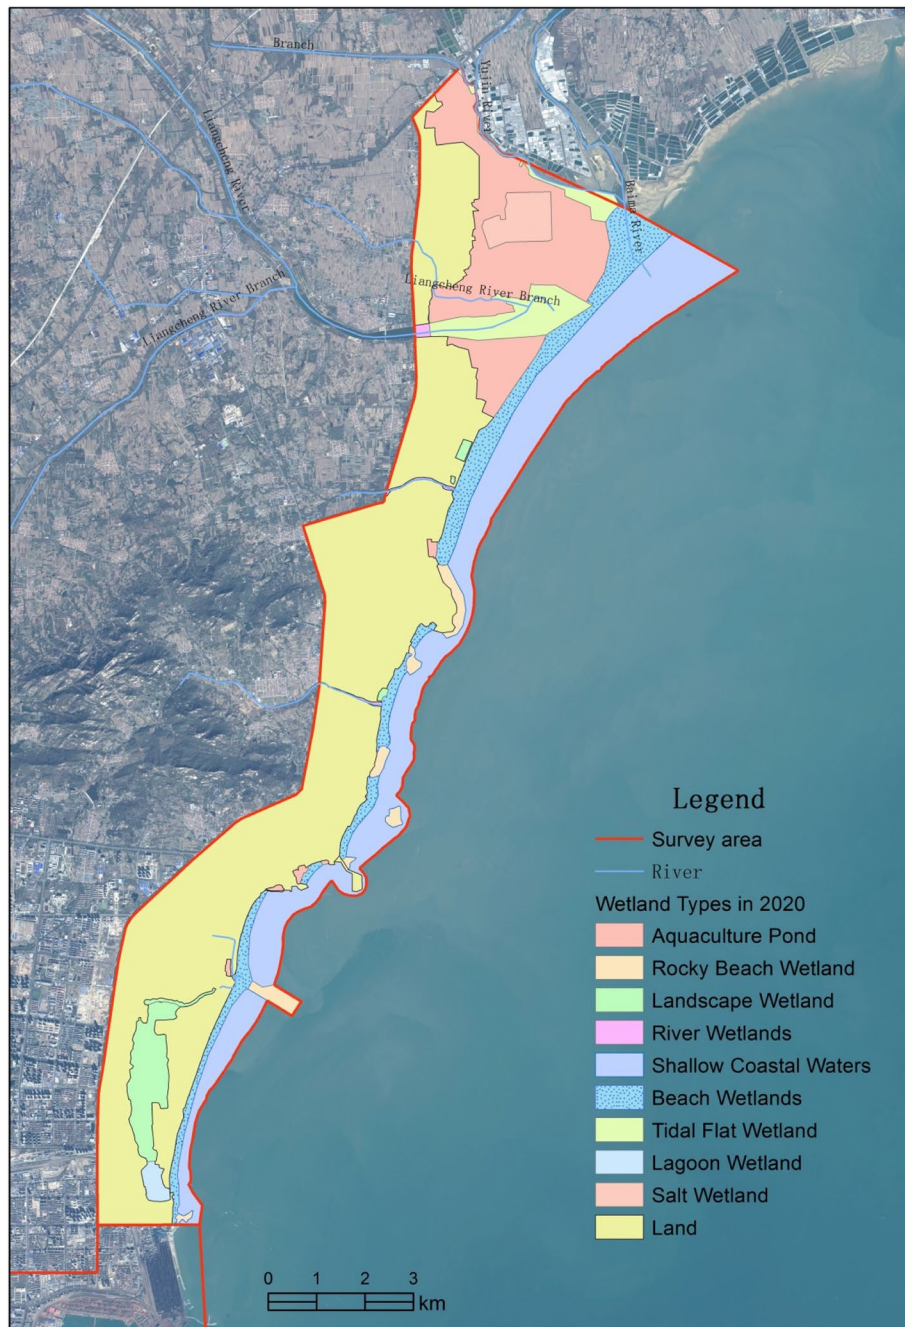 Branch
Yujin River
Liangcheng River
Baima River
Liangcheng River Branch
Liangcheng River Branch
Legend
Survey area
River
Wetland Types in 2020
Aquaculture Pond
Rocky Beach Wetland
Landscape Wetland
River Wetlands
Shallow Coastal Waters
Beach Wetlands
Tidal Flat Wetland
Lagoon Wetland
Salt Wetland
Land
0 1 2 3
km